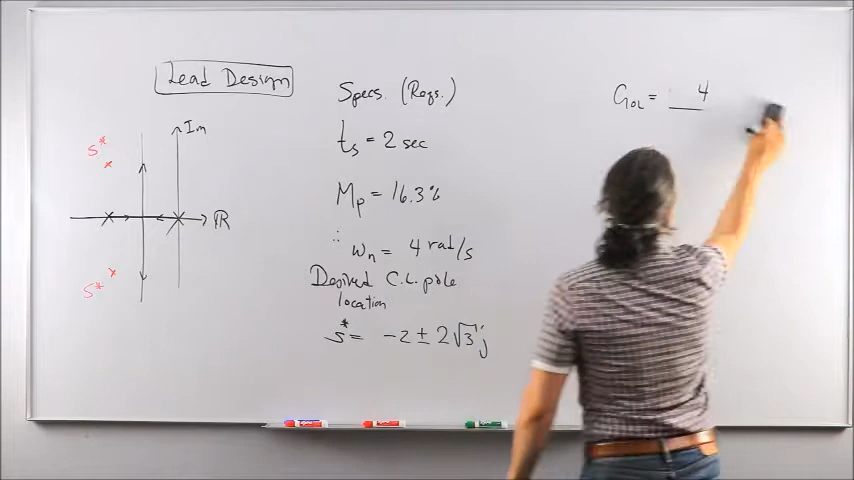 Lead Design
Im
S*
ℝ
S*
Specs. (Reqs.)
ts = 2 sec
Mp = 16.3%
∴ ωn = 4 rad/s
Desired C.L. pole
location
s* = -2 ± 2√3 j
GOL = 4